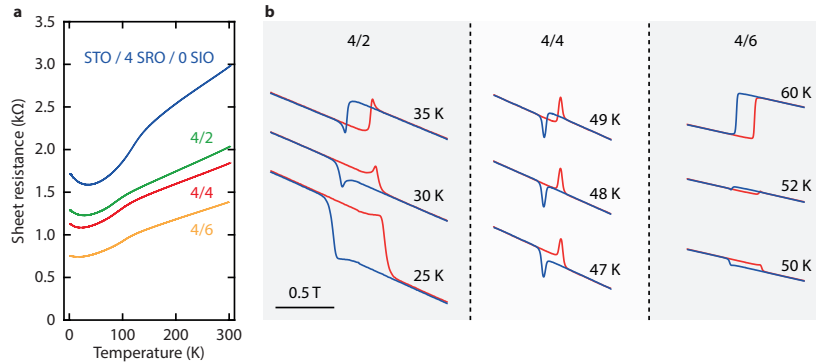 a
Sheet resistance (kΩ)
3.5
3.0
2.5
2.0
1.5
1.0
0.5
0
STO / 4 SRO / 0 SIO
4/2
4/4
4/6
0
100
200
300
Temperature (K)
b
4/2
35 K
30 K
25 K
0.5 T
4/4
49 K
48 K
47 K
4/6
60 K
52 K
50 K